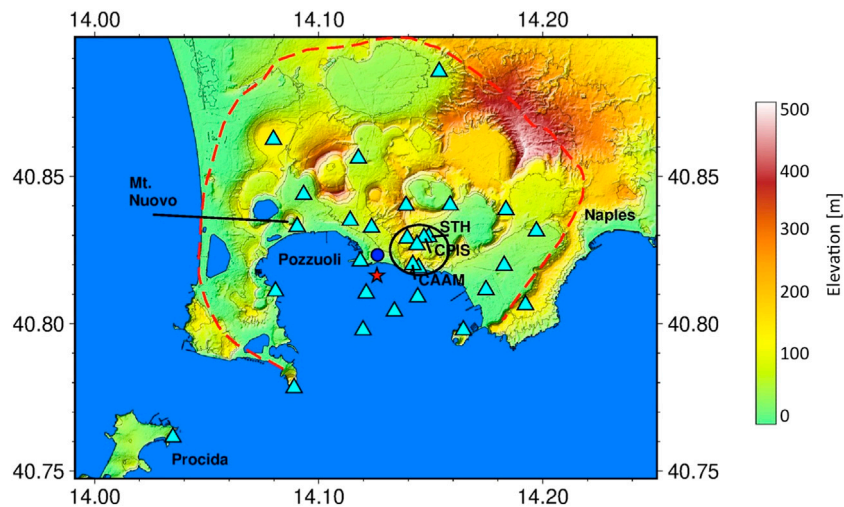 14.00 14.10 14.20
40.85 40.85
40.80 40.80
40.75 40.75
14.00 14.10 14.20
Mt.
Nuovo
Pozzuoli
STH
CPIS
CAAM
Naples
Procida
500
400
300
200
100
0
Elevation [m]